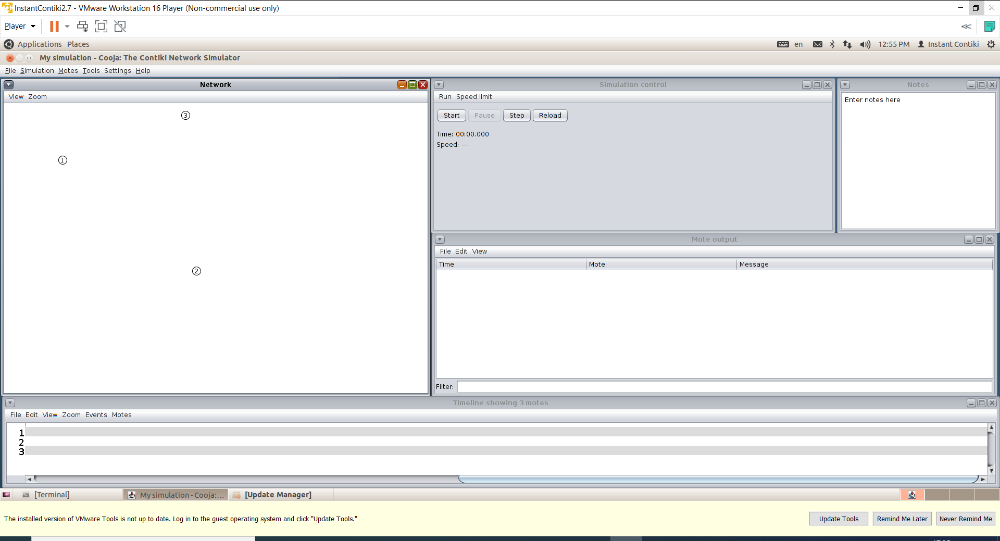 InstantContiki2.7 - VMware Workstation 16 Player (Non-commercial use only)
Player
Applications Places
en 12:55 PM Instant Contiki
My simulation - Cooja: The Contiki Network Simulator
File Simulation Motes Tools Settings Help
Network
View Zoom
3
1
2
Simulation control
Run Speed limit
Start Pause Step Reload
Time: 00:00.000
Speed: ---
Notes
Enter notes here
Mote output
File Edit View
Time Mote Message
Filter:
Timeline showing 3 motes
File Edit View Zoom Events Motes
1
2
3
[Terminal] My simulation - Cooja:... [Update Manager]
The installed version of VMware Tools is not up to date. Log in to the guest operating system and click "Update Tools."
Update Tools Remind Me Later Never Remind Me